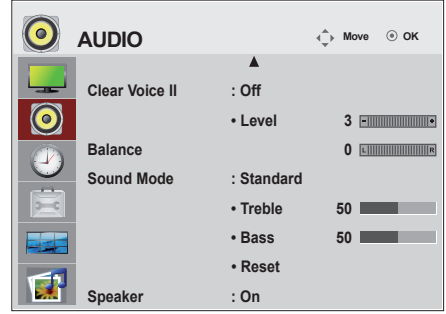 AUDIO Move OK
▲
Clear Voice II : Off
• Level 3 - +
Balance 0 L R
Sound Mode : Standard
• Treble 50
• Bass 50
• Reset
Speaker : On